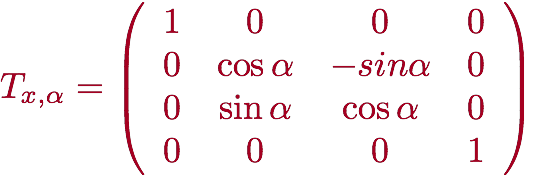 1 0 0 0
0 cos α −sinα 0
T_{x,α} =
0 sin α cos α 0
0 0 0 1